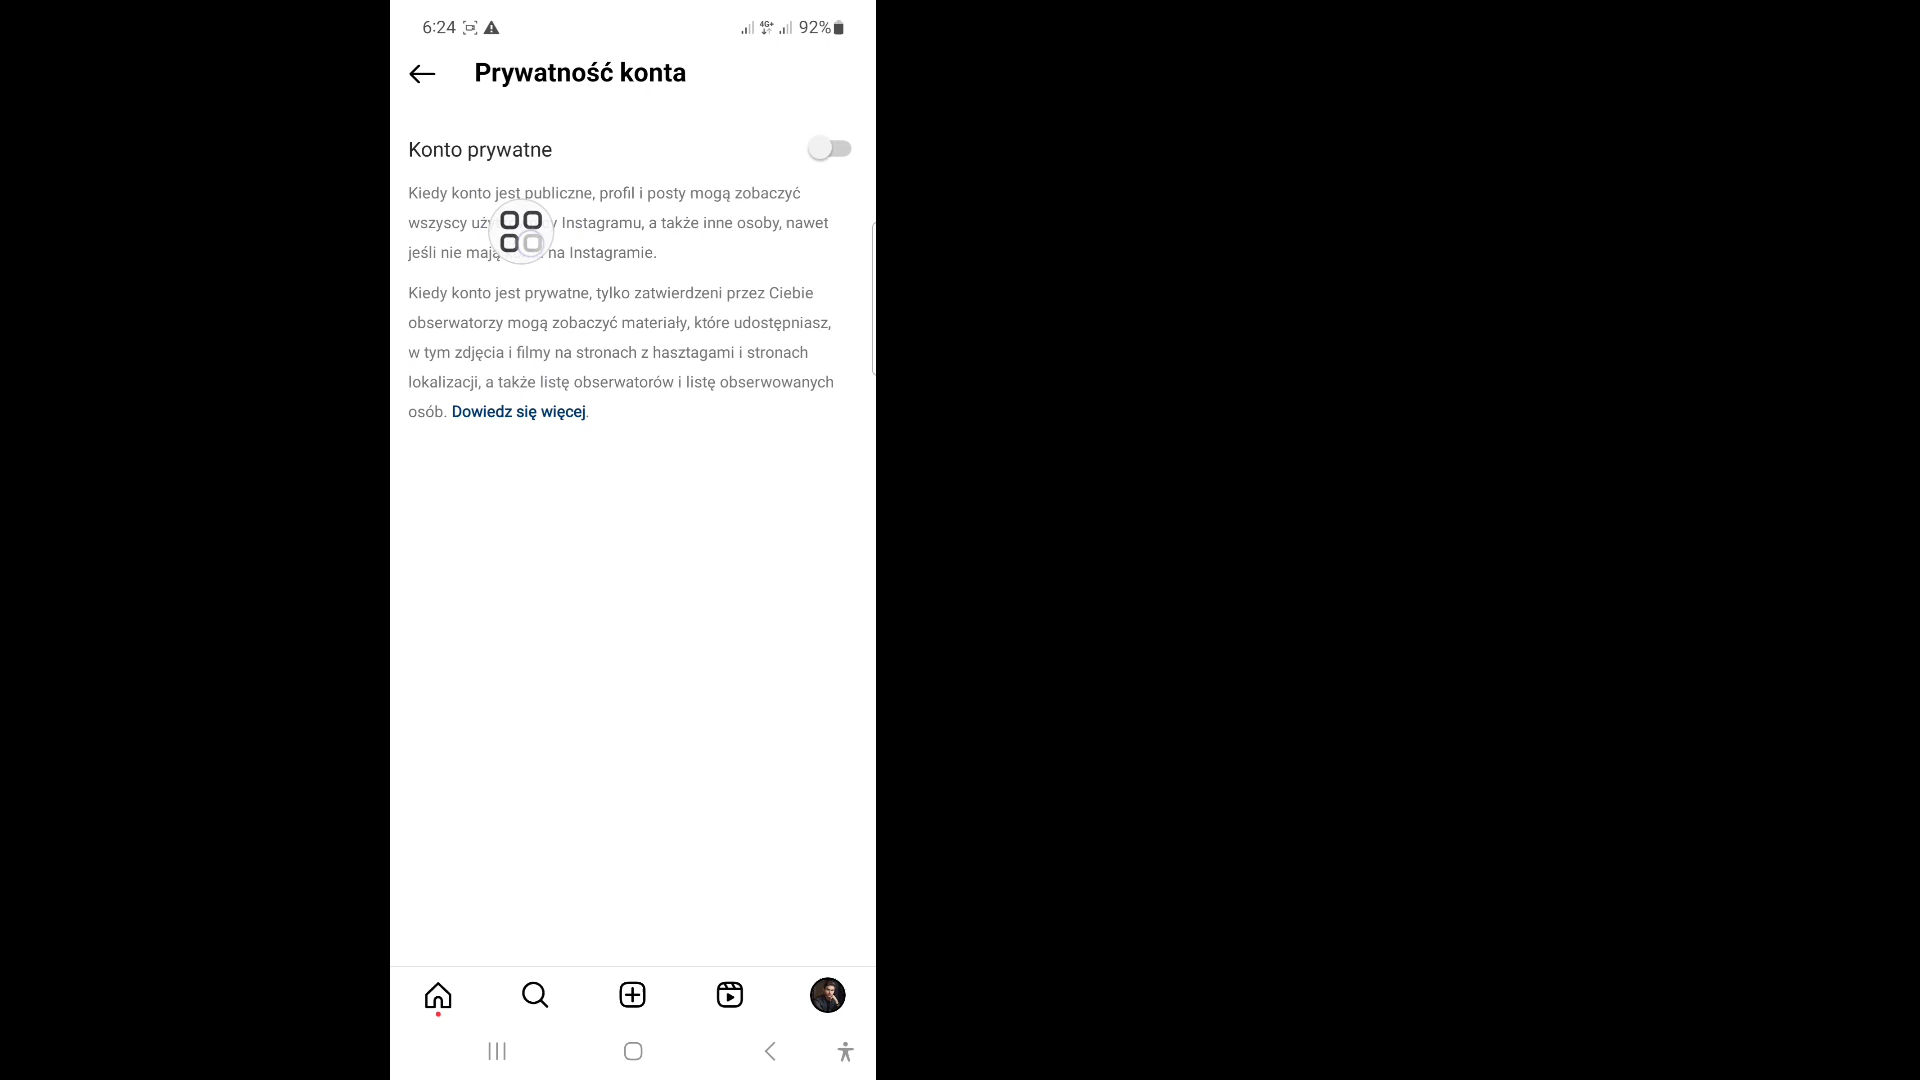 6:24
4G+
92%
Prywatność konta
Konto prywatne
Kiedy konto jest publiczne, profil i posty mogą zobaczyć
wszyscy Instagramu, a także inne osoby, nawet
jeśli nie mają na Instagramie.
Kiedy konto jest prywatne, tylko zatwierdzeni przez Ciebie
obserwatorzy mogą zobaczyć materiały, które udostępniasz,
w tym zdjęcia i filmy na stronach z hasztagami i stronach
lokalizacji, a także listę obserwatorów i listę obserwowanych
osób. Dowiedz się więcej.